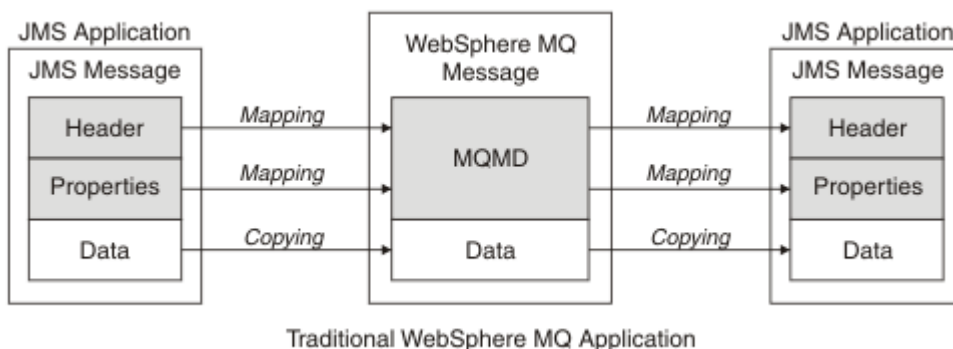 JMS Application
JMS Message
Header
Properties
Data
Mapping
Mapping
Copying
WebSphere MQ
Message
MQMD
Data
Mapping
Mapping
Copying
JMS Application
JMS Message
Header
Properties
Data
Traditional WebSphere MQ Application